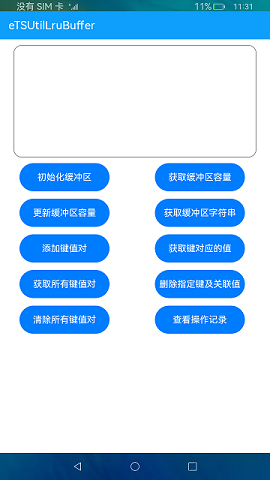 没有 SIM 卡 11% 11:31
eTSUtilLruBuffer
初始化缓冲区 获取缓冲区容量
更新缓冲区容量 获取缓冲区字符串
添加键值对 获取键对应的值
获取所有键值对 删除指定键及关联值
清除所有键值对 查看操作记录